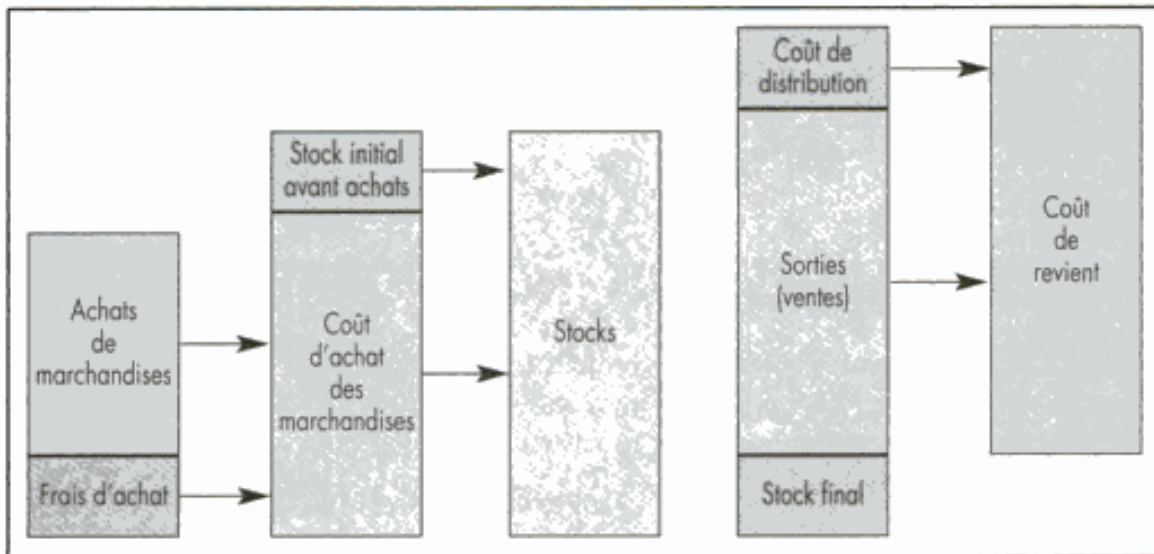 Achats
de
marchandises
Frais d'achat
Stock initial
avant achats
Coût
d'achat
des
marchandises
Stocks
Coût de
distribution
Sorties
(ventes)
Stock final
Coût
de
revient